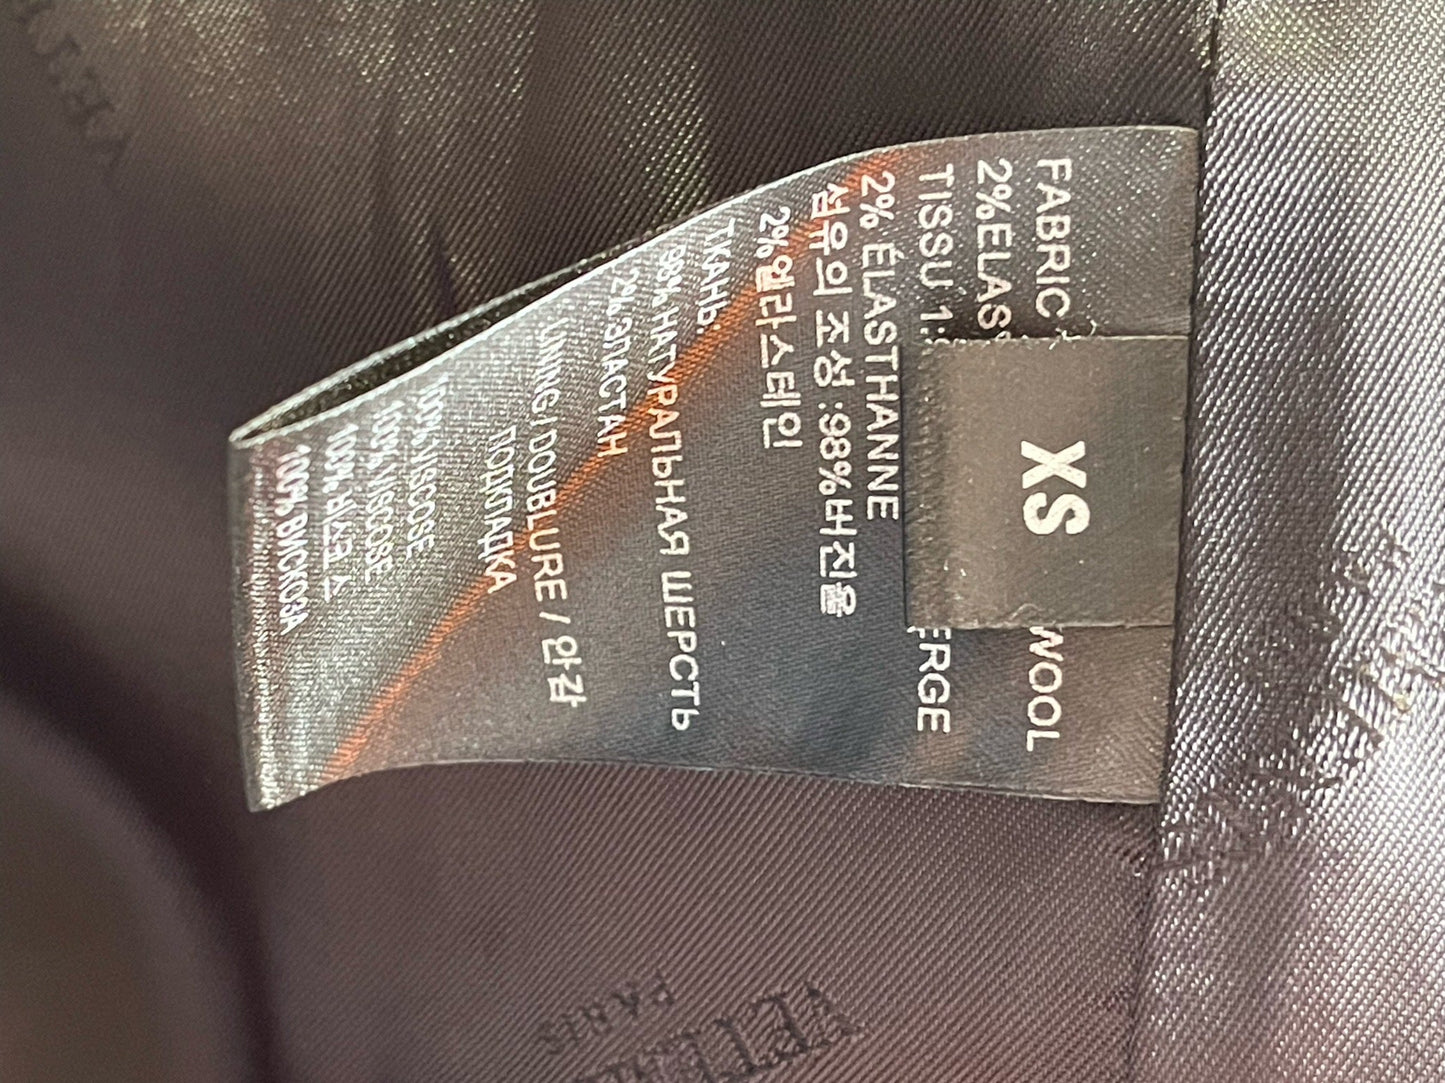 FABRIC
WOOL
2%ELAS
TISSU 1:
ERGE
2% ÉLASTHANNE
섬유의 조성 :98%버진울
2%엘라스테인
ТКАНЬ:
98% НАТУРАЛЬНАЯ ШЕРСТЬ
2% ЭЛАСТАН
LINING / DOUBLURE / 안감
ПОДКЛАДКА
100% VISCOSE
100% VISCOSE
100% 비스코스
100% ВИСКОЗА
XS
PARIS